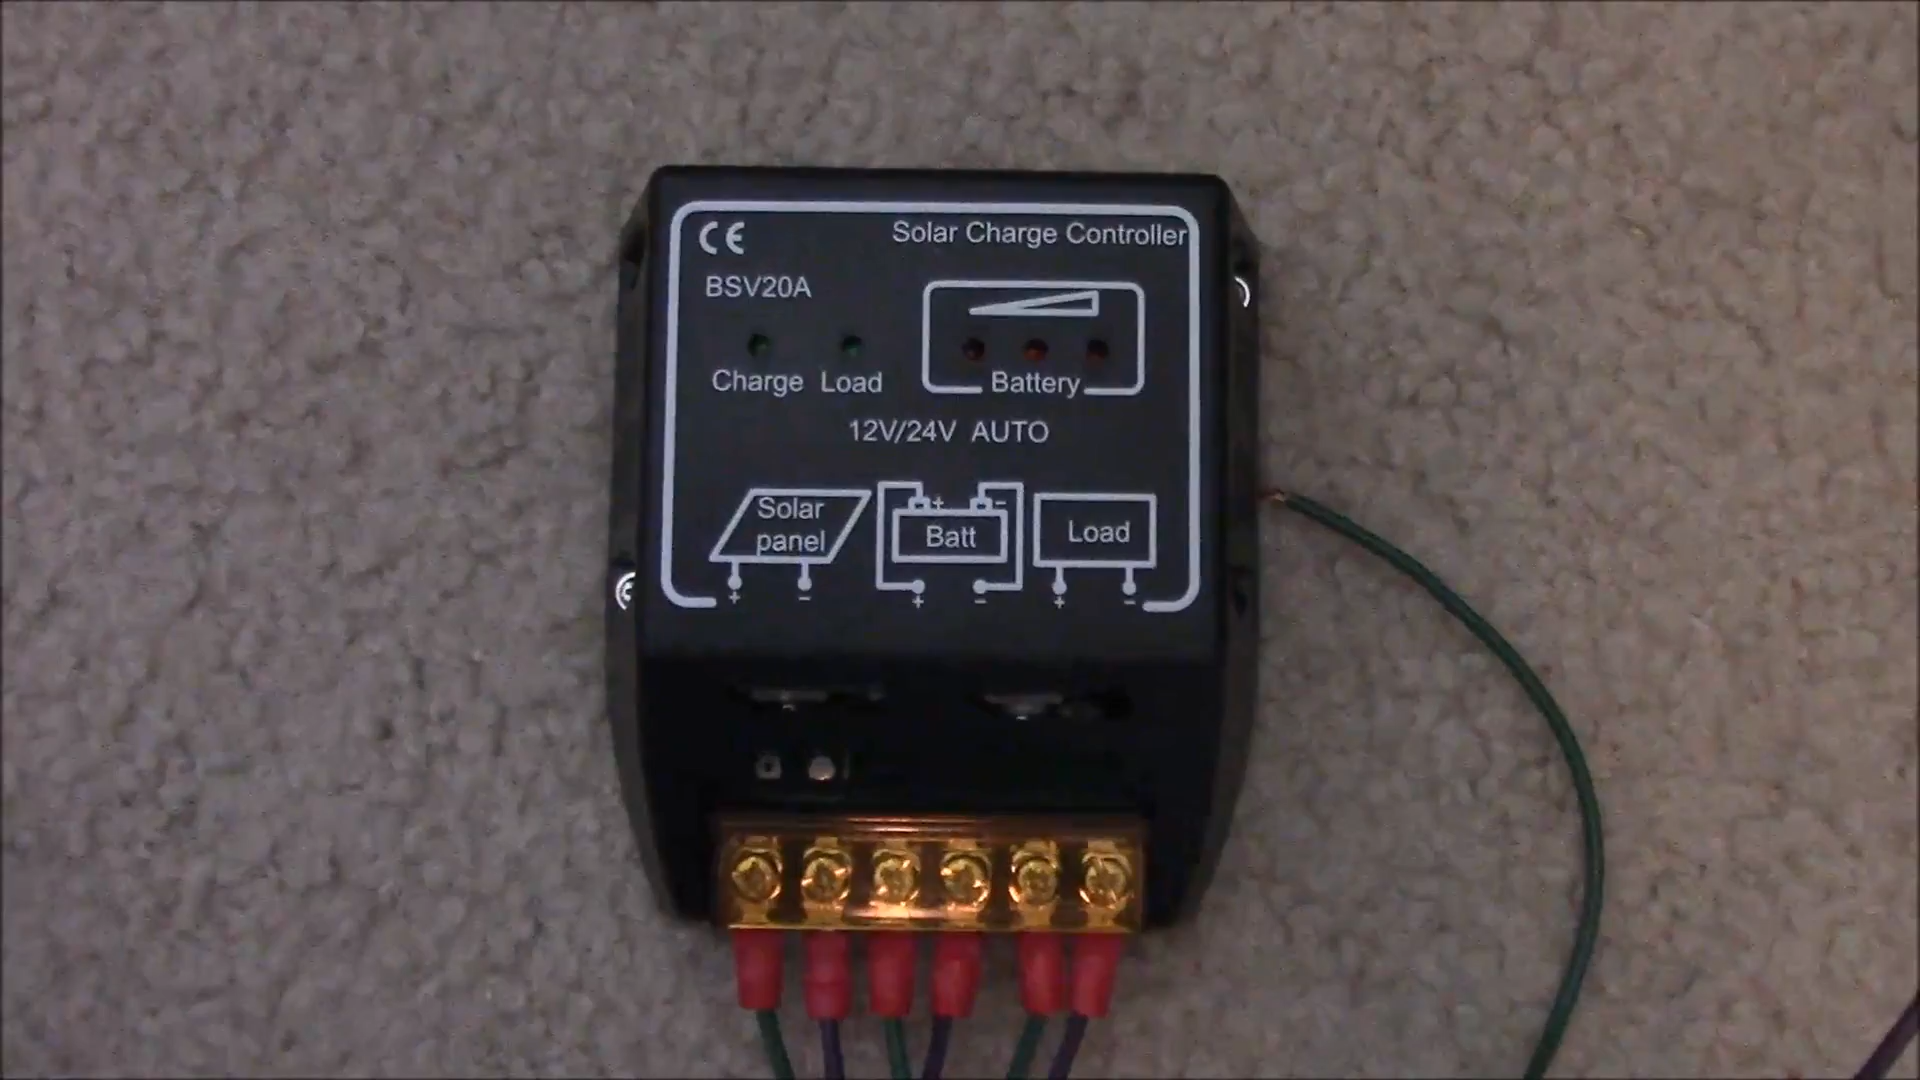 CE
Solar Charge Controller
BSV20A
Charge Load
Battery
12V/24V AUTO
Solar
panel
+ -
Batt
+ -
+ -
Load
+ -